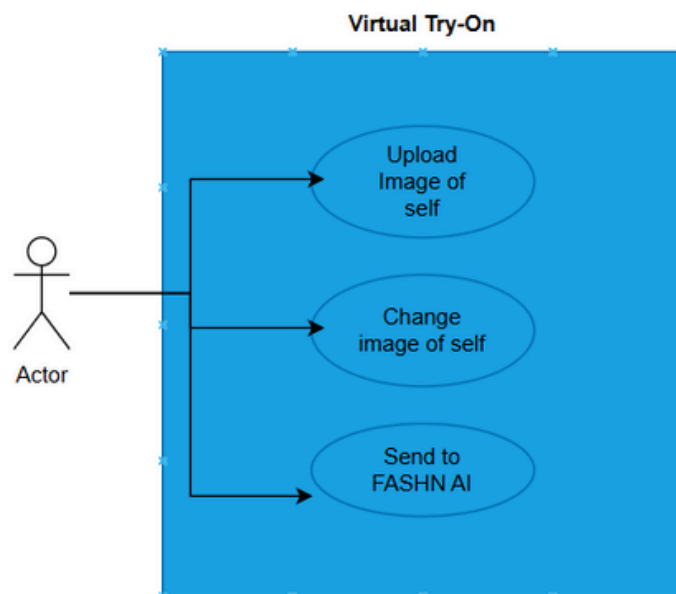 Virtual Try-On
Upload
Image of
self
Change
image of self
Actor
Send to
FASHN AI